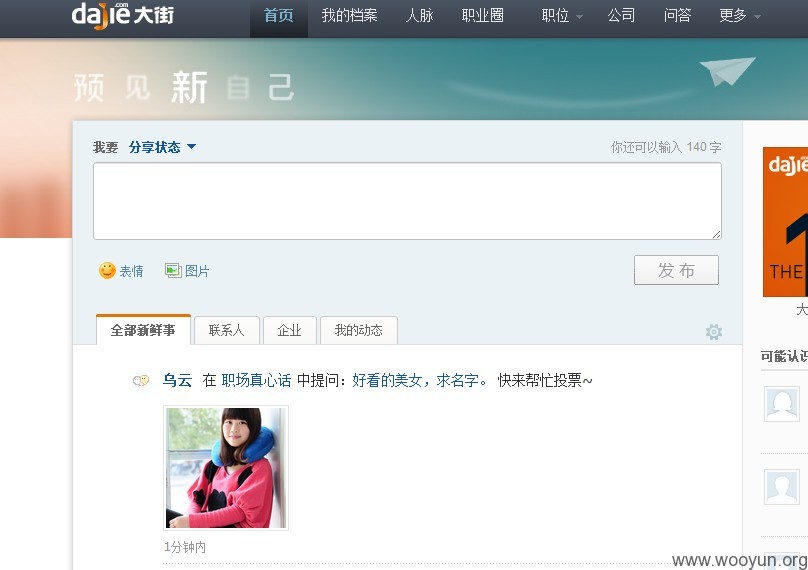 dajie.com 大街
首页 我的档案 人脉 职业圈 职位 公司 问答 更多
预见新自己
我要 分享状态 你还可以输入 140 字
表情 图片 发布
dajie
1
THE
大
全部新鲜事 联系人 企业 我的动态
可能认识
乌云 在 职场真心话 中提问：好看的美女，求名字。 快来帮忙投票~
1分钟内
www.wooyun.org